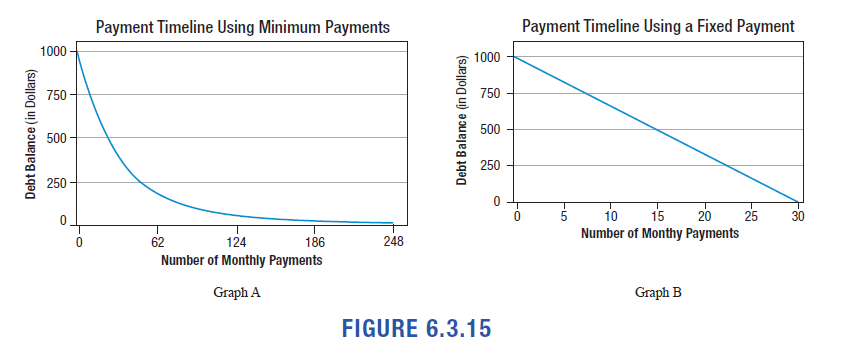 Payment Timeline Using Minimum Payments
Debt Balance (in Dollars)
1000
750
500
250
0
0 62 124 186 248
Number of Monthly Payments
Graph A
Payment Timeline Using a Fixed Payment
Debt Balance (in Dollars)
1000
750
500
250
0
0 5 10 15 20 25 30
Number of Monthy Payments
Graph B
FIGURE 6.3.15